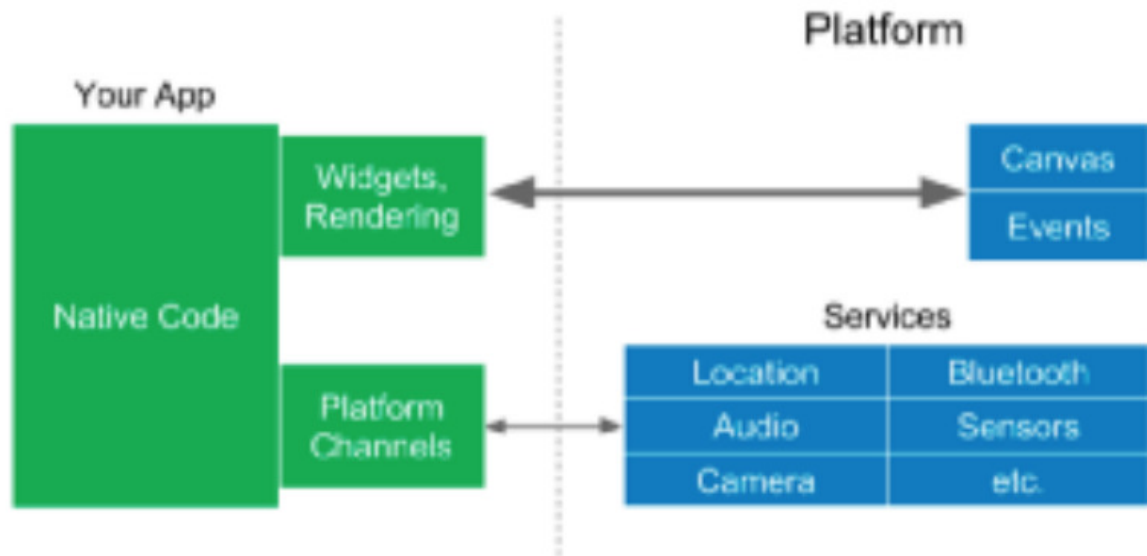 Platform
Your App
Widgets,
Rendering
Canvas
Events
Native Code
Services
Platform
Channels
Location
Bluetooth
Audio
Sensors
Camera
etc.